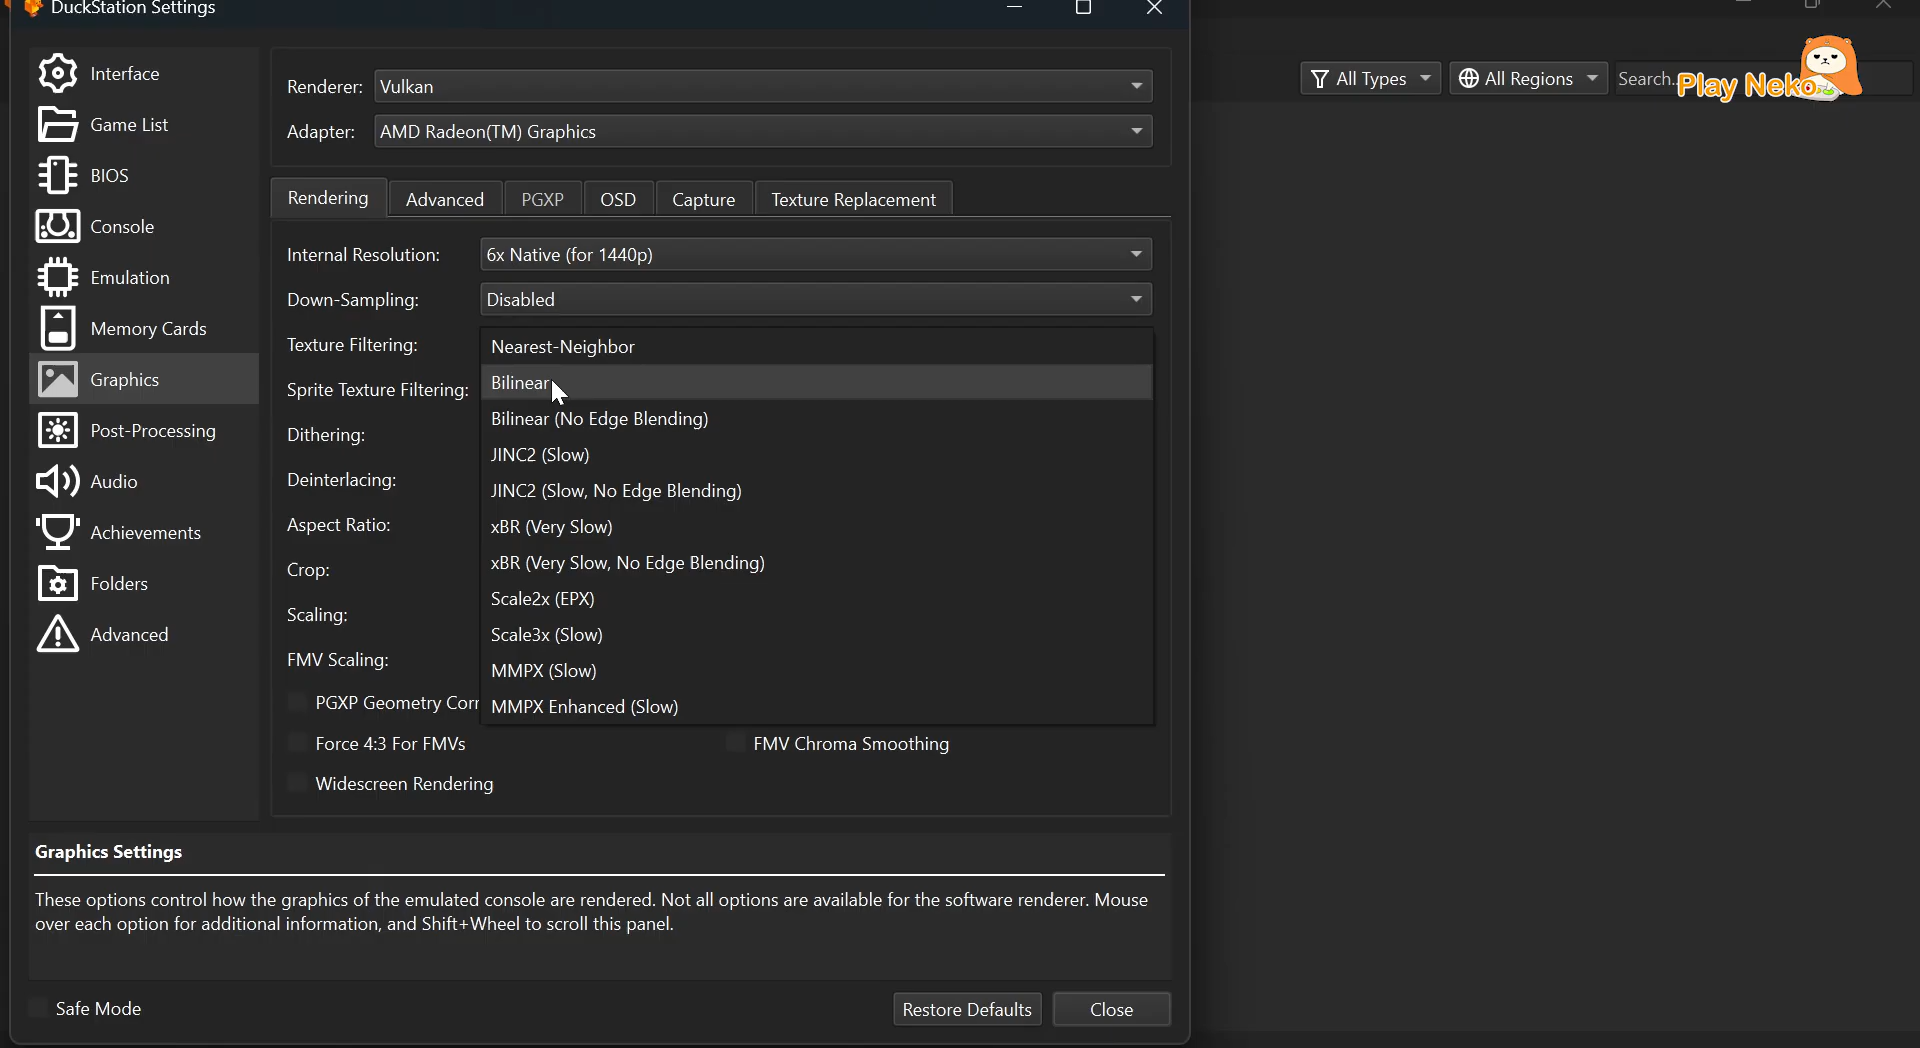 DuckStation Settings
All Types
All Regions
Search...
Play Neko
Interface
Game List
BIOS
Console
Emulation
Memory Cards
Graphics
Post-Processing
Audio
Achievements
Folders
Advanced
Renderer: Vulkan
Adapter: AMD Radeon(TM) Graphics
Rendering Advanced PGXP OSD Capture Texture Replacement
Internal Resolution: 6x Native (for 1440p)
Down-Sampling: Disabled
Texture Filtering:
Sprite Texture Filtering:
Dithering:
Deinterlacing:
Aspect Ratio:
Crop:
Scaling:
FMV Scaling:
Nearest-Neighbor
Bilinear
Bilinear (No Edge Blending)
JINC2 (Slow)
JINC2 (Slow, No Edge Blending)
xBR (Very Slow)
xBR (Very Slow, No Edge Blending)
Scale2x (EPX)
Scale3x (Slow)
MMPX (Slow)
MMPX Enhanced (Slow)
PGXP Geometry Corr
Force 4:3 For FMVs
FMV Chroma Smoothing
Widescreen Rendering
Graphics Settings
These options control how the graphics of the emulated console are rendered. Not all options are available for the software renderer. Mouse
over each option for additional information, and Shift+Wheel to scroll this panel.
Safe Mode
Restore Defaults
Close